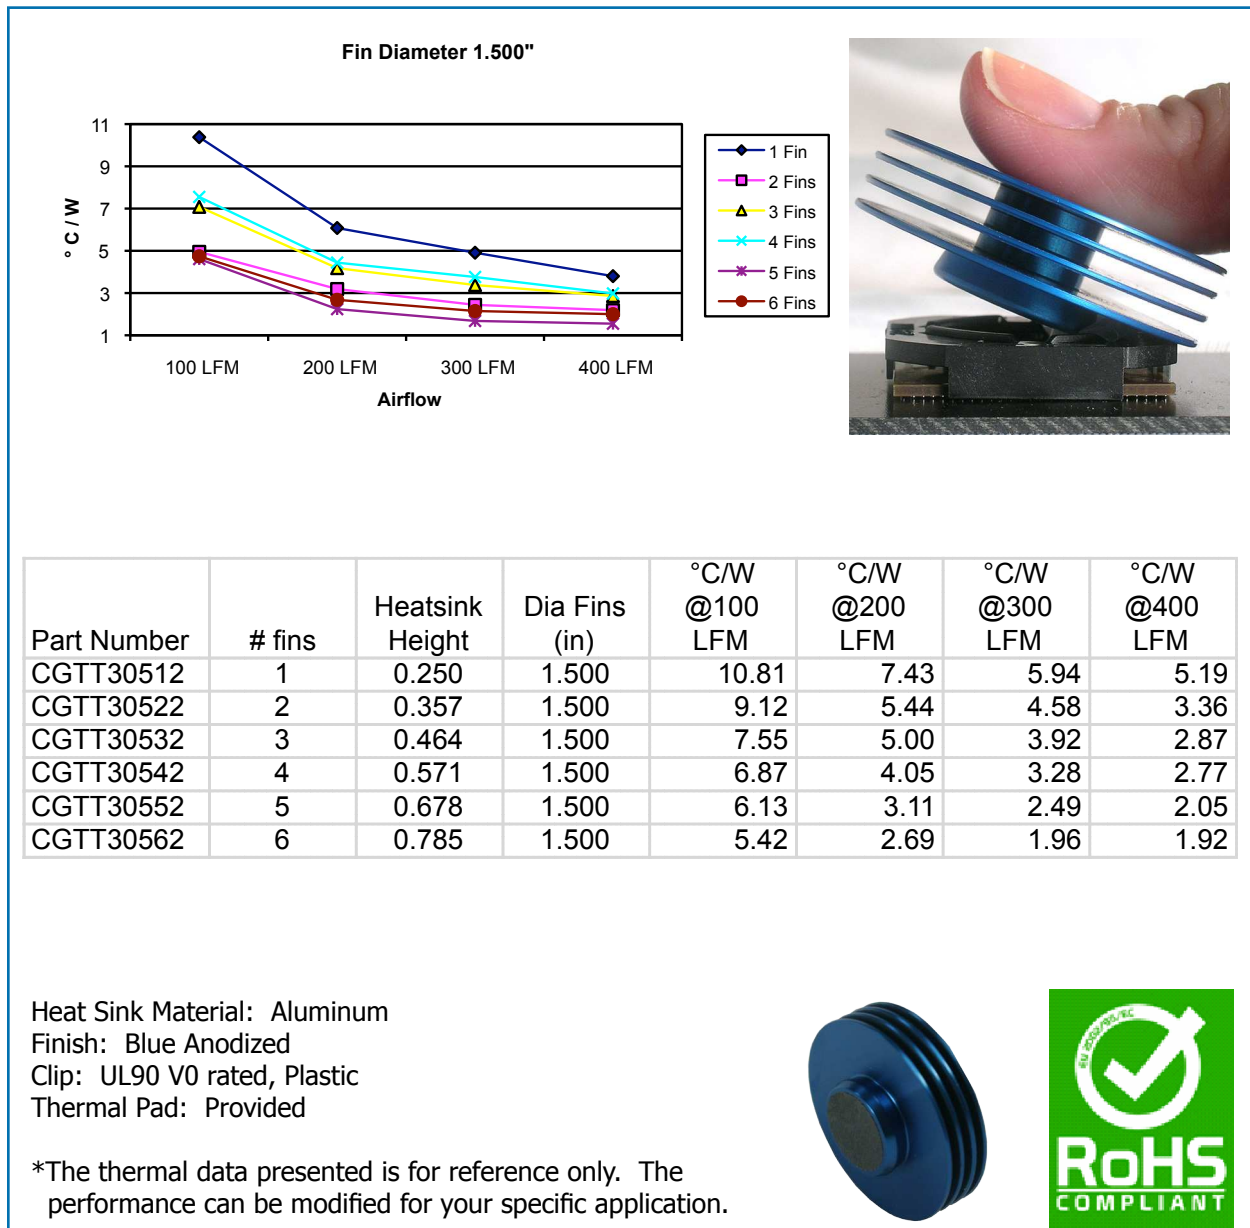 Fin Diameter 1.500"
11
9
7
5
3
1
° C / W
100 LFM 200 LFM 300 LFM 400 LFM
Airflow
1 Fin
2 Fins
3 Fins
4 Fins
5 Fins
6 Fins
Part Number # fins Heatsink Height Dia Fins (in) °C/W @100 LFM °C/W @200 LFM °C/W @300 LFM °C/W @400 LFM
CGTT30512 1 0.250 1.500 10.81 7.43 5.94 5.19
CGTT30522 2 0.357 1.500 9.12 5.44 4.58 3.36
CGTT30532 3 0.464 1.500 7.55 5.00 3.92 2.87
CGTT30542 4 0.571 1.500 6.87 4.05 3.28 2.77
CGTT30552 5 0.678 1.500 6.13 3.11 2.49 2.05
CGTT30562 6 0.785 1.500 5.42 2.69 1.96 1.92
Heat Sink Material: Aluminum
Finish: Blue Anodized
Clip: UL90 V0 rated, Plastic
Thermal Pad: Provided
*The thermal data presented is for reference only. The
performance can be modified for your specific application.
EU 2002/95/EC
RoHS
COMPLIANT